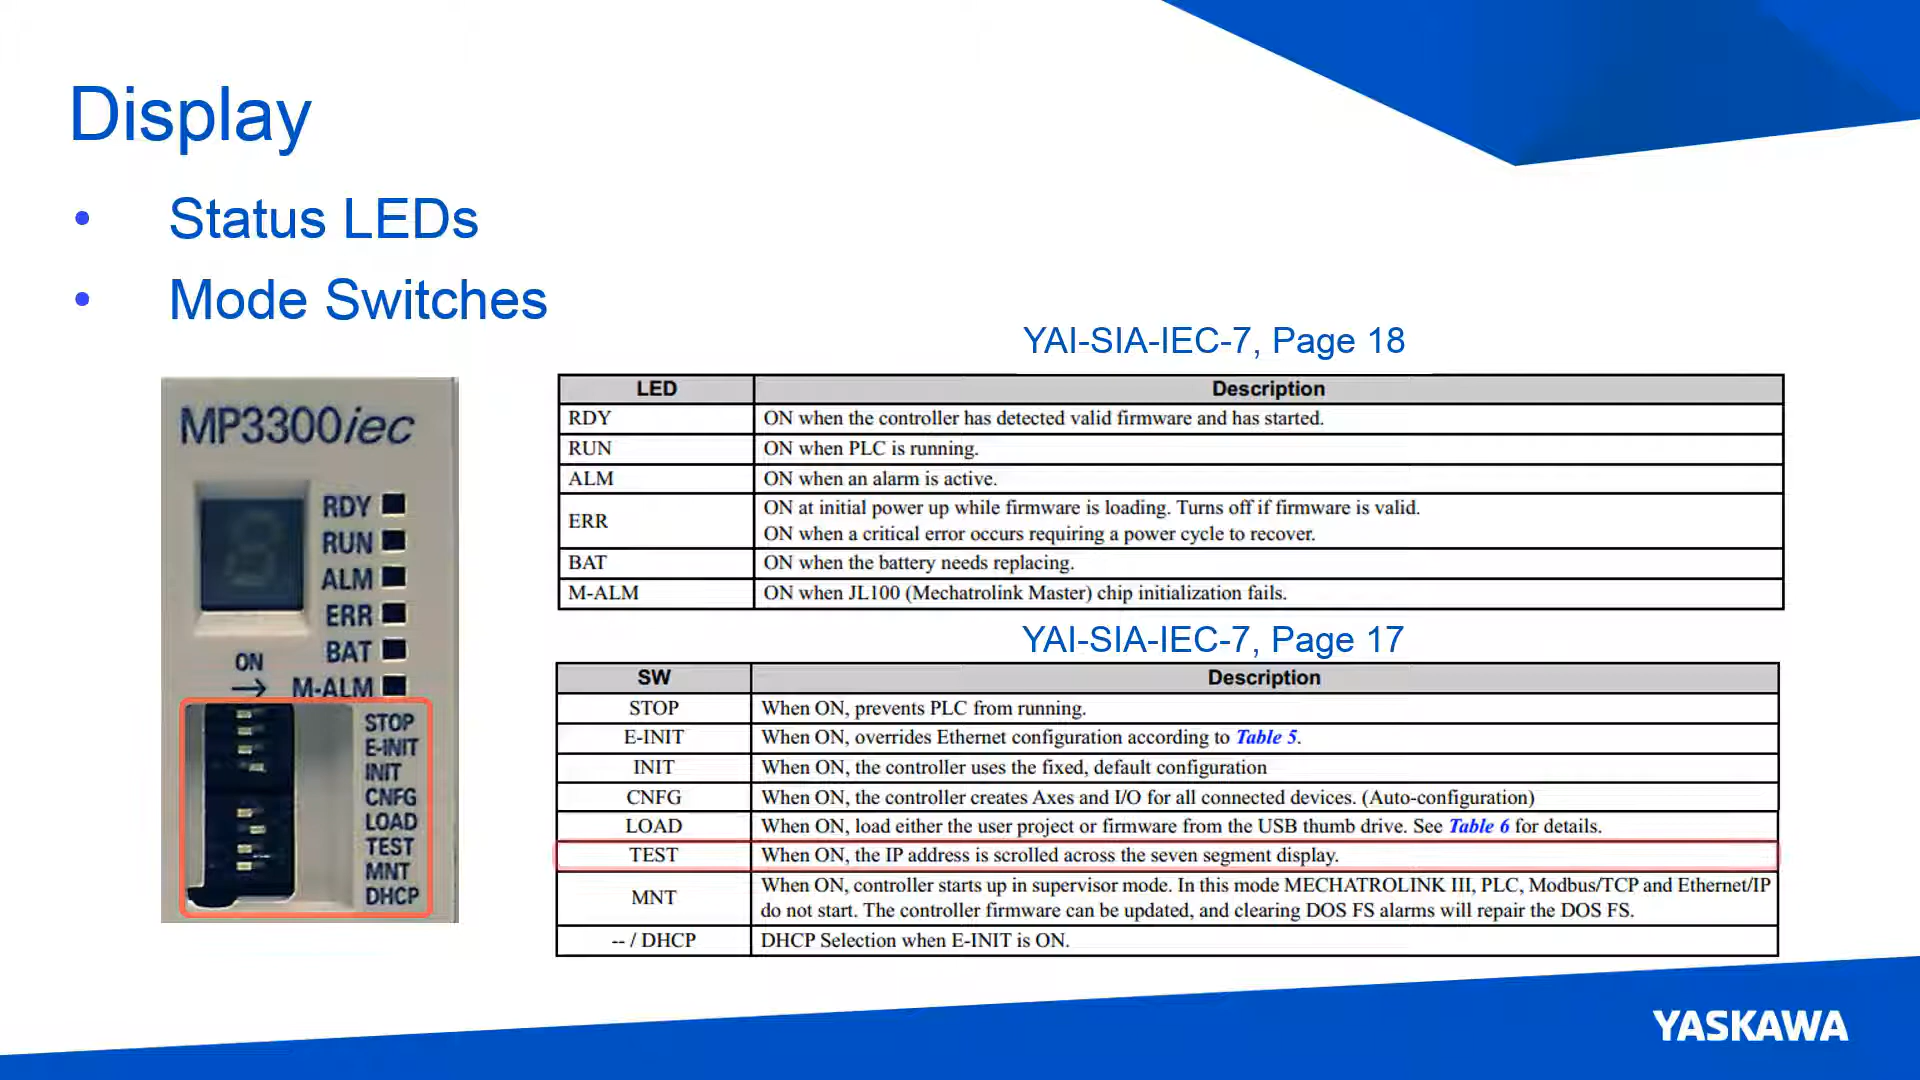 Display
• Status LEDs
• Mode Switches
MP3300iec
RDY
RUN
ALM
ERR
BAT
ON
→ M-ALM
STOP
E-INIT
INIT
CNFG
LOAD
TEST
MNT
DHCP
YAI-SIA-IEC-7, Page 18
LED Description
RDY ON when the controller has detected valid firmware and has started.
RUN ON when PLC is running.
ALM ON when an alarm is active.
ERR ON at initial power up while firmware is loading. Turns off if firmware is valid.
ON when a critical error occurs requiring a power cycle to recover.
BAT ON when the battery needs replacing.
M-ALM ON when JL100 (Mechatrolink Master) chip initialization fails.
YAI-SIA-IEC-7, Page 17
SW Description
STOP When ON, prevents PLC from running.
E-INIT When ON, overrides Ethernet configuration according to Table 5.
INIT When ON, the controller uses the fixed, default configuration
CNFG When ON, the controller creates Axes and I/O for all connected devices. (Auto-configuration)
LOAD When ON, load either the user project or firmware from the USB thumb drive. See Table 6 for details.
TEST When ON, the IP address is scrolled across the seven segment display.
MNT When ON, controller starts up in supervisor mode. In this mode MECHATROLINK III, PLC, Modbus/TCP and Ethernet/IP
do not start. The controller firmware can be updated, and clearing DOS FS alarms will repair the DOS FS.
-- / DHCP DHCP Selection when E-INIT is ON.
YASKAWA